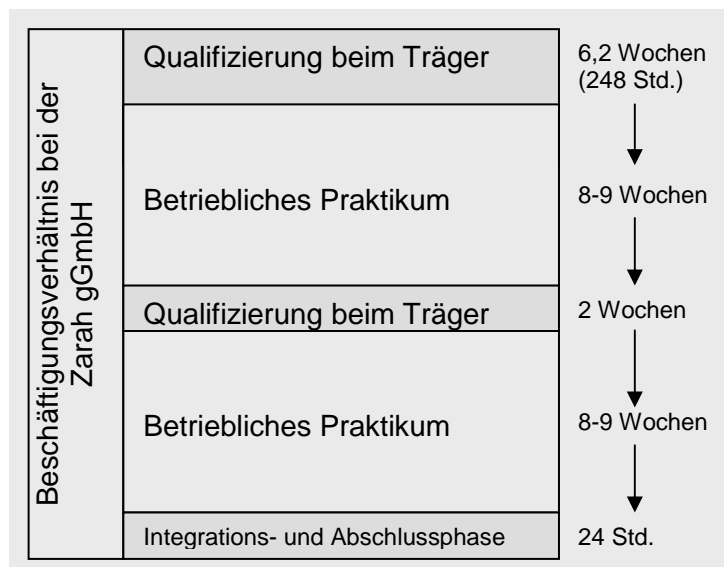 Beschäftigungsverhältnis bei der
Zarah gGmbH
Qualifizierung beim Träger
6,2 Wochen
(248 Std.)
Betriebliches Praktikum
8-9 Wochen
Qualifizierung beim Träger
2 Wochen
Betriebliches Praktikum
8-9 Wochen
Integrations- und Abschlussphase
24 Std.